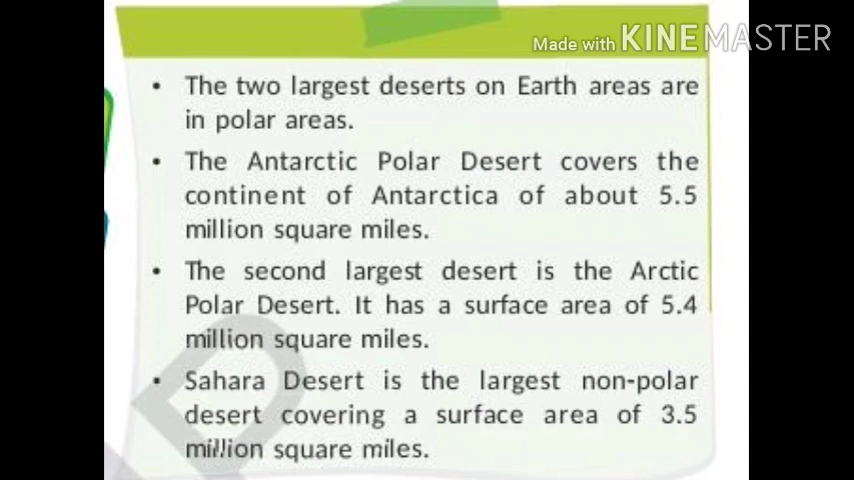 Made with KINEMASTER
• The two largest deserts on Earth areas are
in polar areas.
• The Antarctic Polar Desert covers the
continent of Antarctica of about 5.5
million square miles.
• The second largest desert is the Arctic
Polar Desert. It has a surface area of 5.4
million square miles.
• Sahara Desert is the largest non-polar
desert covering a surface area of 3.5
million square miles.